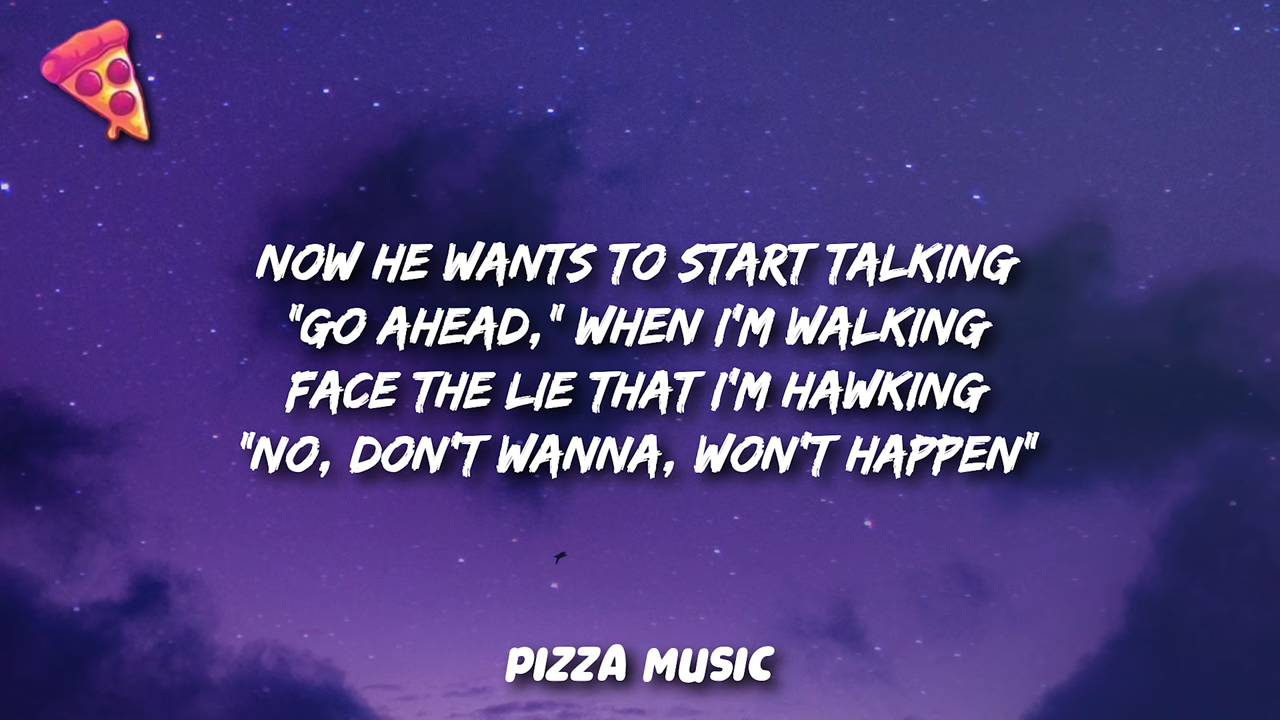 NOW HE WANTS TO START TALKING
"GO AHEAD," WHEN I'M WALKING
FACE THE LIE THAT I'M HAWKING
"NO, DON'T WANNA, WON'T HAPPEN"
PIZZA MUSIC